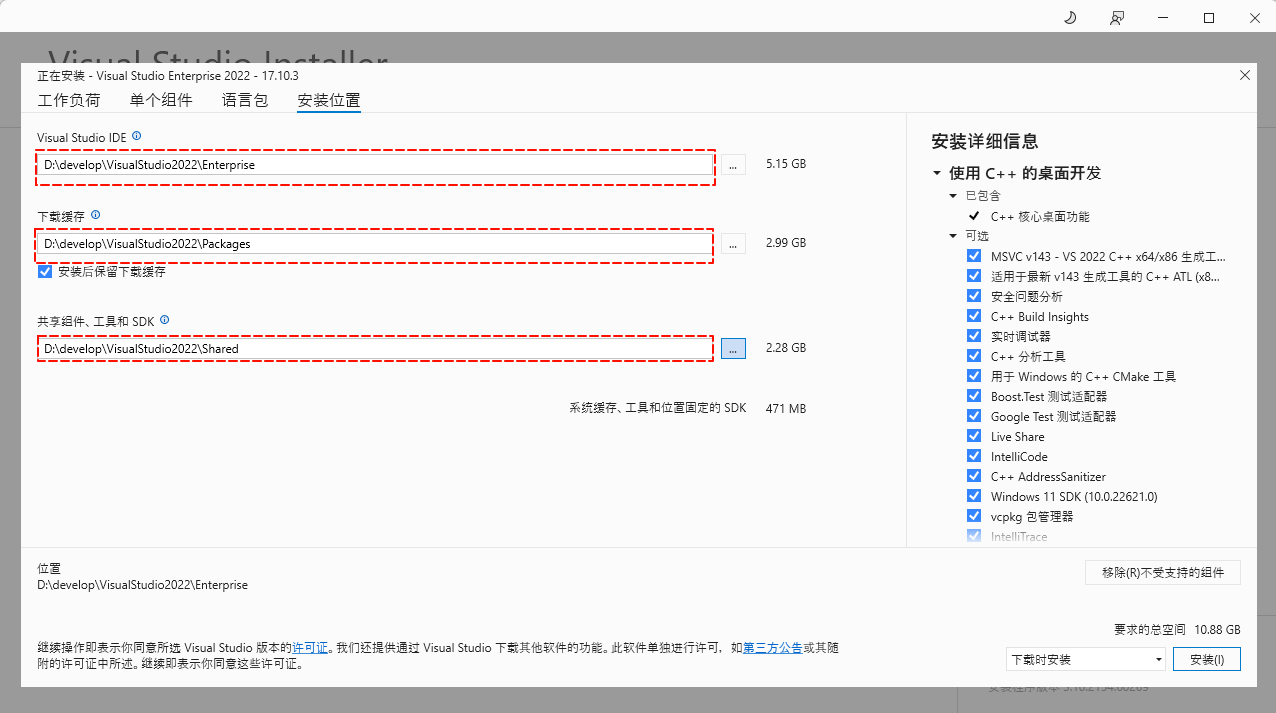 Visual Studio Installer
正在安装 - Visual Studio Enterprise 2022 - 17.10.3
工作负荷 单个组件 语言包 安装位置
Visual Studio IDE
D:\develop\VisualStudio2022\Enterprise ... 5.15 GB
下载缓存
D:\develop\VisualStudio2022\Packages ... 2.99 GB
安装后保留下载缓存
共享组件、工具和 SDK
D:\develop\VisualStudio2022\Shared ... 2.28 GB
系统缓存、工具和位置固定的 SDK 471 MB
安装详细信息
使用 C++ 的桌面开发
已包含
C++ 核心桌面功能
可选
MSVC v143 - VS 2022 C++ x64/x86 生成工...
适用于最新 v143 生成工具的 C++ ATL (x8...
安全问题分析
C++ Build Insights
实时调试器
C++ 分析工具
用于 Windows 的 C++ CMake 工具
Boost.Test 测试适配器
Google Test 测试适配器
Live Share
IntelliCode
C++ AddressSanitizer
Windows 11 SDK (10.0.22621.0)
vcpkg 包管理器
IntelliTrace
位置
D:\develop\VisualStudio2022\Enterprise
移除(R)不受支持的组件
要求的总空间 10.88 GB
继续操作即表示你同意所选 Visual Studio 版本的许可证。我们还提供通过 Visual Studio 下载其他软件的功能。此软件单独进行许可，如第三方公告或其随
附的许可证中所述。继续即表示你同意这些许可证。
下载时安装 安装(I)